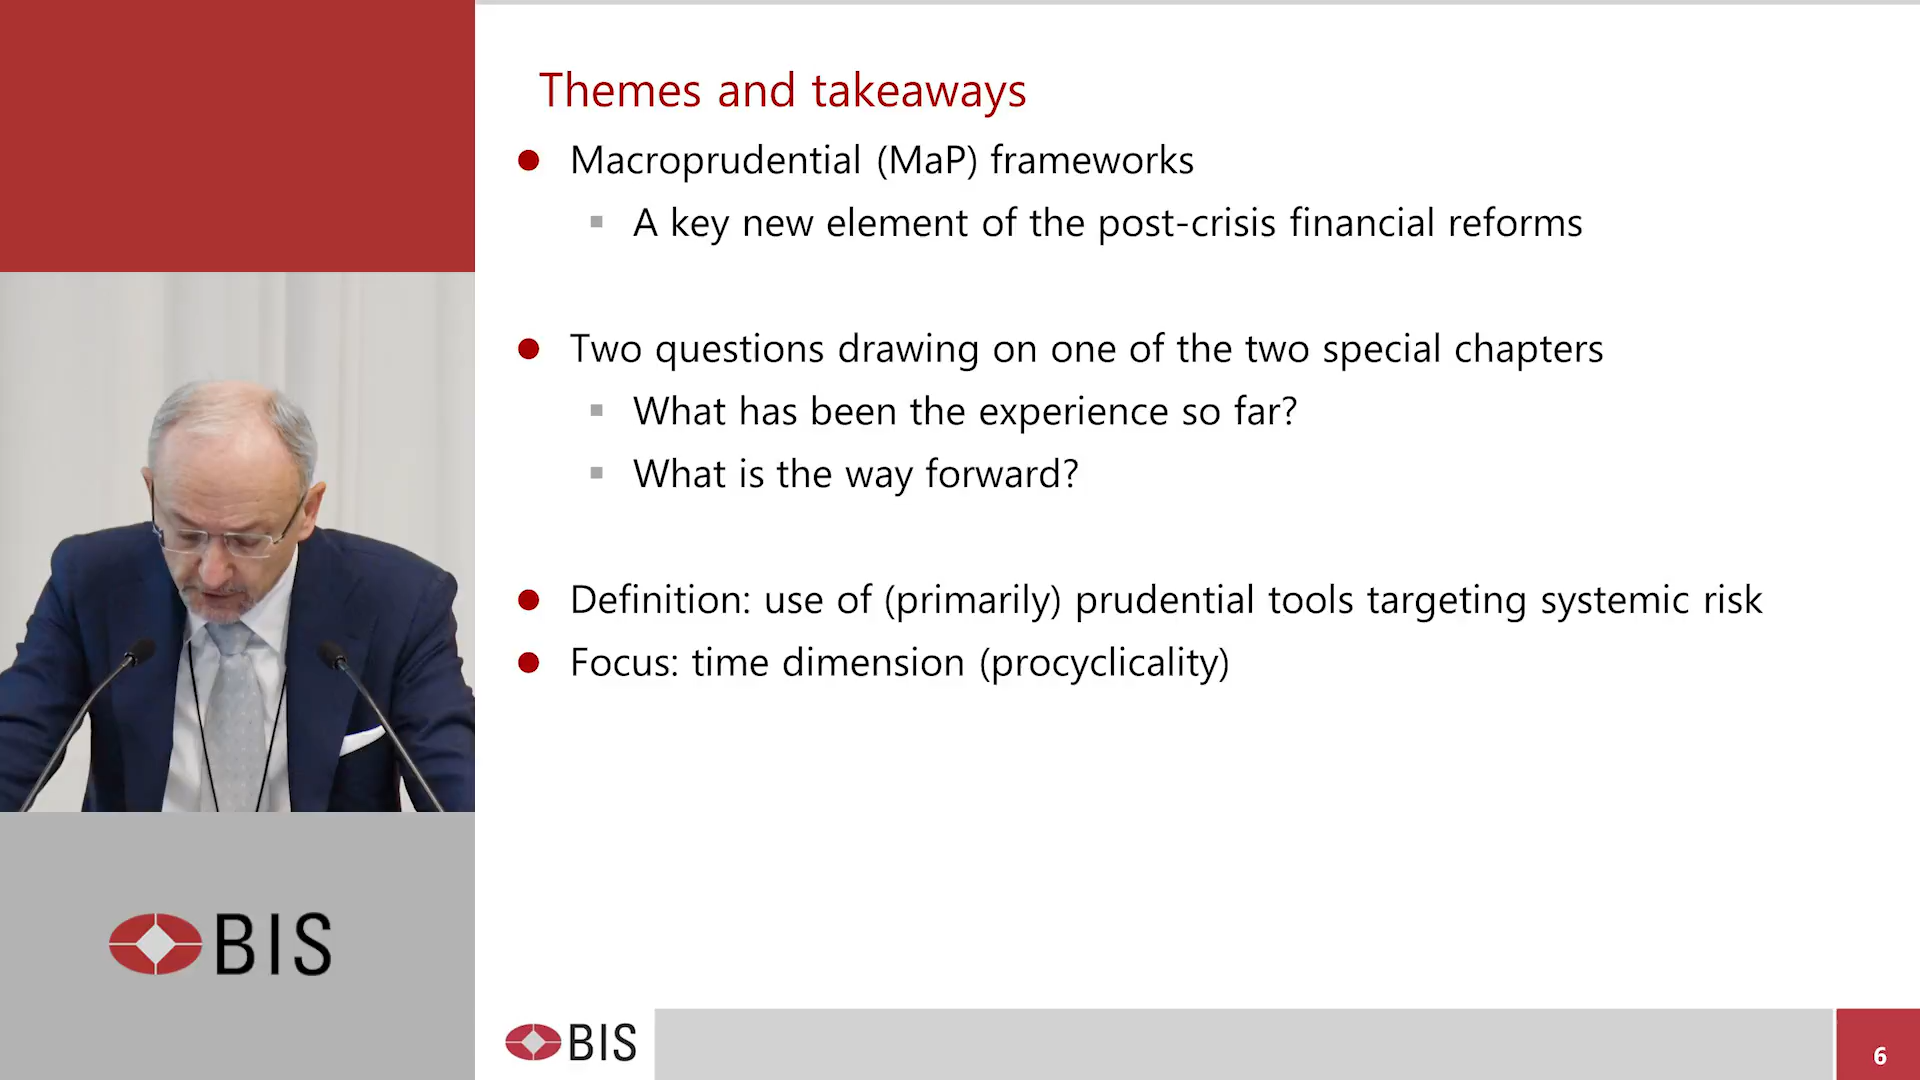 Themes and takeaways
Macroprudential (MaP) frameworks
A key new element of the post-crisis financial reforms
Two questions drawing on one of the two special chapters
What has been the experience so far?
What is the way forward?
Definition: use of (primarily) prudential tools targeting systemic risk
Focus: time dimension (procyclicality)
BIS
BIS
6